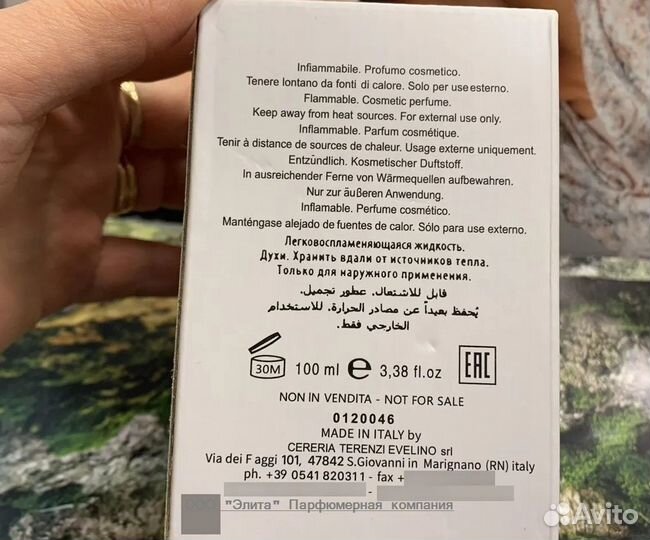 Infiammabile. Profumo cosmetico.
Tenere lontano da fonti di calore. Solo per use esterno.
Flammable. Cosmetic perfume.
Keep away from heat sources. For external use only.
Inflammable. Parfum cosmétique.
Tenir à distance de sources de chaleur. Usage externe uniquement.
Entzündlich. Kosmetischer Duftstoff.
In ausreichender Ferne von Wärmequellen aufbewahren.
Nur zur äußeren Anwendung.
Inflamable. Perfume cosmético.
Manténgase alejado de fuentes de calor. Sólo para use externo.
Легковоспламеняющаяся жидкость.
Духи. Хранить вдали от источников тепла.
Только для наружного применения.
قابل للاشتعال. عطور تجميل.
يُحفظ بعيداً عن مصادر الحرارة. للاستخدام
الخارجي فقط.
30M 100 ml e 3,38 fl.oz EAC
NON IN VENDITA - NOT FOR SALE
0120046
MADE IN ITALY by
CERERIA TERENZI EVELINO srl
Via dei F aggi 101, 47842 S.Giovanni in Marignano (RN) italy
ph. +39 0541 820311 - fax +
-
ООО "Элита" Парфюмерная компания
Avito